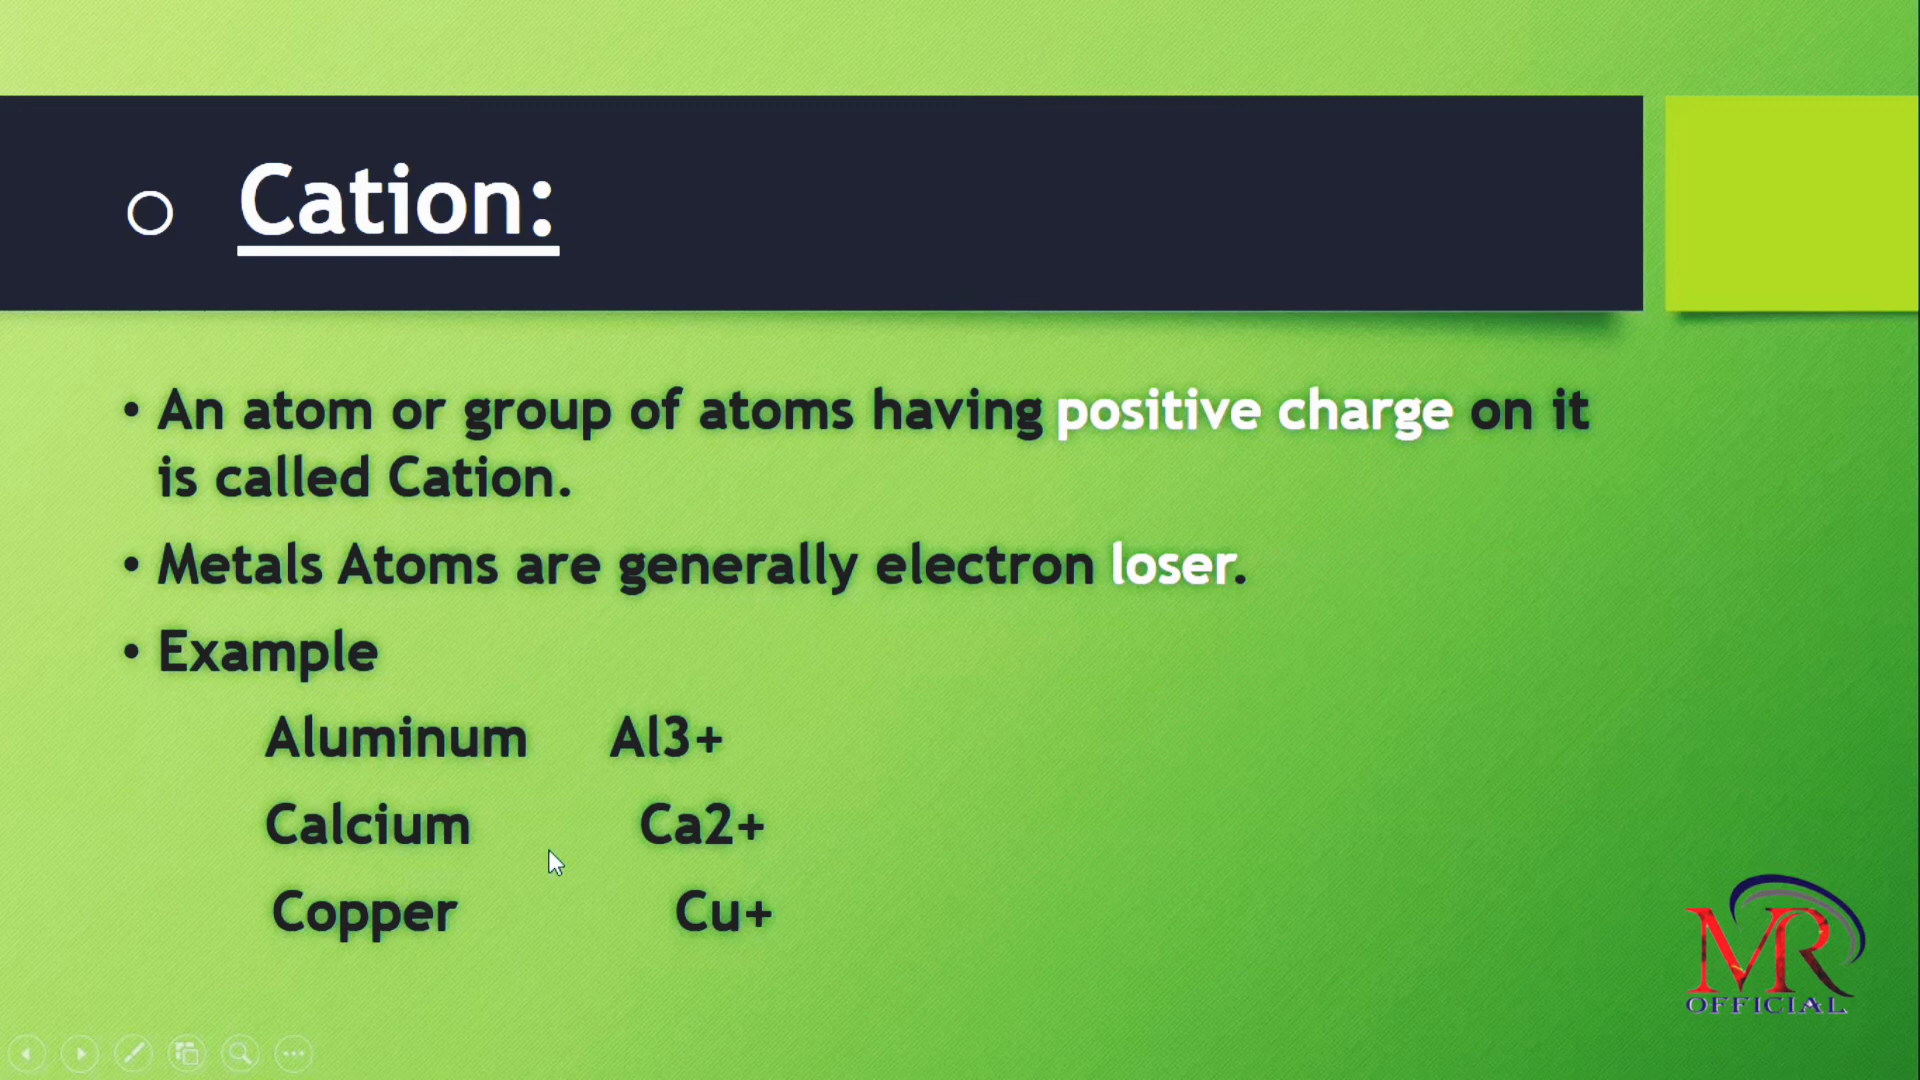 Cation:
• An atom or group of atoms having positive charge on it
is called Cation.
• Metals Atoms are generally electron loser.
• Example
Aluminum Al3+
Calcium Ca2+
Copper Cu+
MR
OFFICIAL